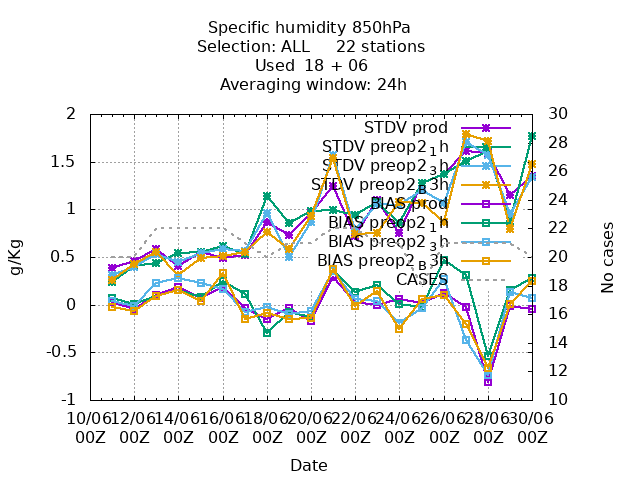 Specific humidity 850hPa
Selection: ALL 22 stations
Used 18 + 06
Averaging window: 24h
g/Kg
2
1.5
1
0.5
0
-0.5
-1
STDV prod
STDV preop2_1h
STDV preop2_3h
STDV preop2_B3h
BIAS prod
BIAS preop2_1h
BIAS preop2_3h
BIAS preop2_B3h
CASES
30
28
26
24
22
20
18
16
14
12
10
No cases
10/06 12/06 14/06 16/06 18/06 20/06 22/06 24/06 26/06 28/06 30/06
00Z 00Z 00Z 00Z 00Z 00Z 00Z 00Z 00Z 00Z 00Z
Date